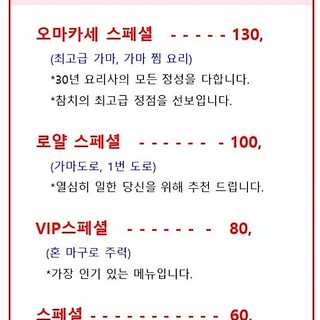 오마카세 스페셜 - - - - - 130,
(최고급 가마, 가마 찜 요리)
*30년 요리사의 모든 정성을 다합니다.
*참치의 최고급 정점을 선보입니다.
로얄 스페셜 - - - - - - 100,
(가마도로, 1번 도로)
*열심히 일한 당신을 위해 추천 드립니다.
VIP스페셜 - - - - - - 80,
(혼 마구로 주력)
*가장 인기 있는 메뉴입니다.
스페셜 - - - - - - - - - - - 60,